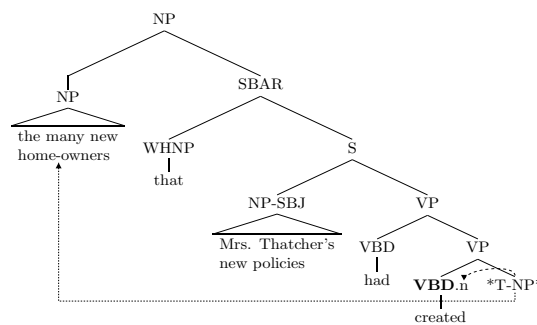 NP
NP
SBAR
the many new
home-owners
WHNP
S
that
NP-SBJ
VP
Mrs. Thatcher's
new policies
VBD
VP
had
VBD.n *T-NP*
created